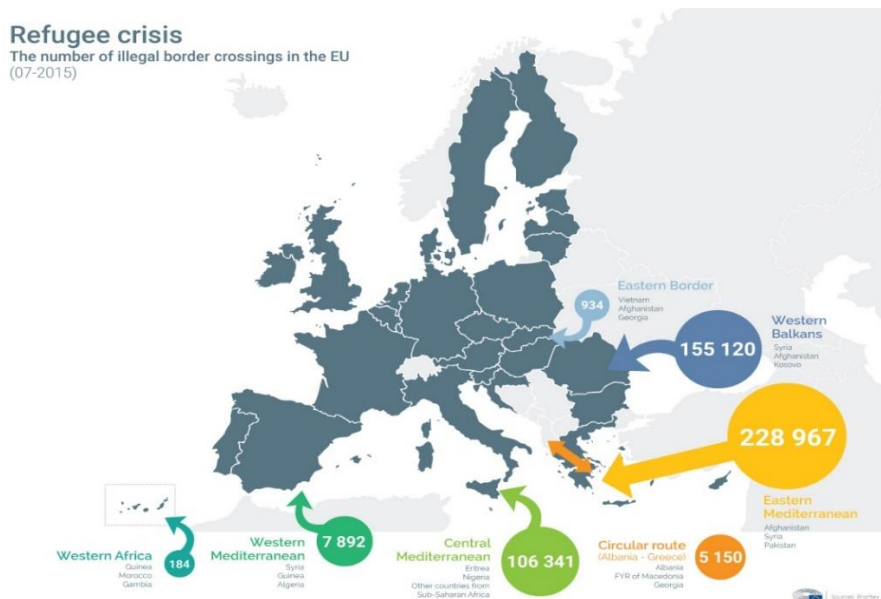 Refugee crisis
The number of illegal border crossings in the EU
(07-2015)
934
Eastern Border
Vietnam
Afghanistan
Georgia
155 120
Western
Balkans
Syria
Afghanistan
Kosovo
228 967
Eastern
Mediterranean
Afghanistan
Syria
Pakistan
Western Africa
Guinea
Morocco
Gambia
184
Western
Mediterranean
Syria
Guinea
Algeria
7 892
Central
Mediterranean
Eritrea
Nigeria
Other countries from
Sub-Saharan Africa
106 341
Circular route
(Albania - Greece)
Albania
FYR of Macedonia
Georgia
5 150
Sources: Frontex